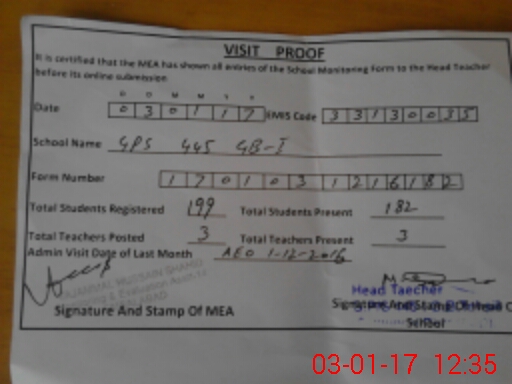 VISIT PROOF
It is certified that the MEA has shown all entries of the School Monitoring Form to the Head Teacher
before its online submission
D D M M Y Y
Date 0 3 0 1 1 7 EMIS Code 3 3 1 3 0 0 3 5
School Name GPS 445 GB-I
Form Number 1 7 0 1 0 3 1 2 1 6 1 8 2
Total Students Registered 199 Total Students Present 182
Total Teachers Posted 3 Total Teachers Present 3
Admin Visit Date of Last Month AEO 1-12-2016
Head Taecher
Signature And Stamp Of MEA
Signature And Stamp Of Head
School
03-01-17 12:35